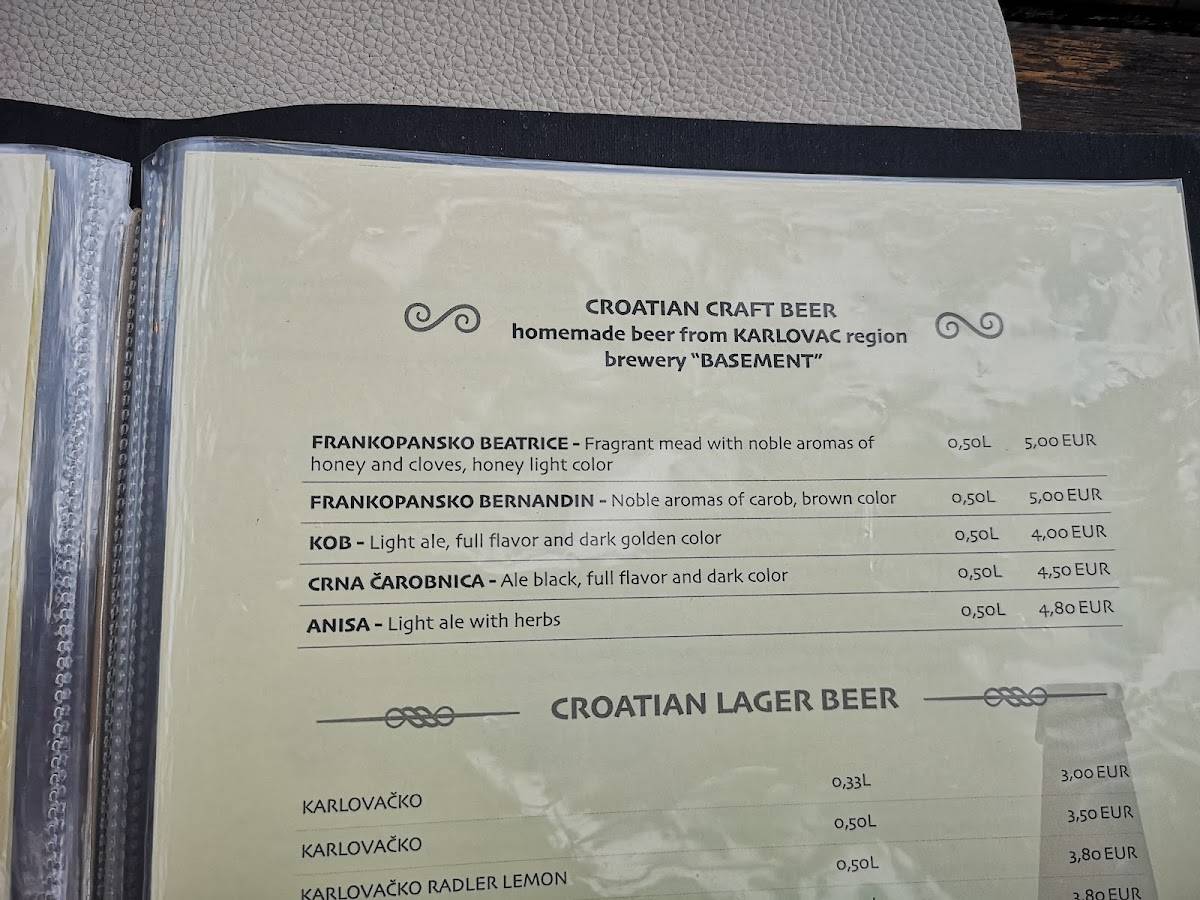 CROATIAN CRAFT BEER
homemade beer from KARLOVAC region
brewery “BASEMENT”
FRANKOPANSKO BEATRICE - Fragrant mead with noble aromas of 0,50L 5,00 EUR
honey and cloves, honey light color
FRANKOPANSKO BERNANDIN - Noble aromas of carob, brown color 0,50L 5,00 EUR
KOB - Light ale, full flavor and dark golden color 0,50L 4,00 EUR
CRNA ČAROBNICA - Ale black, full flavor and dark color 0,50L 4,50 EUR
ANISA - Light ale with herbs 0,50L 4,80 EUR
CROATIAN LAGER BEER
KARLOVAČKO 0,33L 3,00 EUR
KARLOVAČKO 0,50L 3,50 EUR
KARLOVAČKO RADLER LEMON 0,50L 3,80 EUR
3,80 EUR